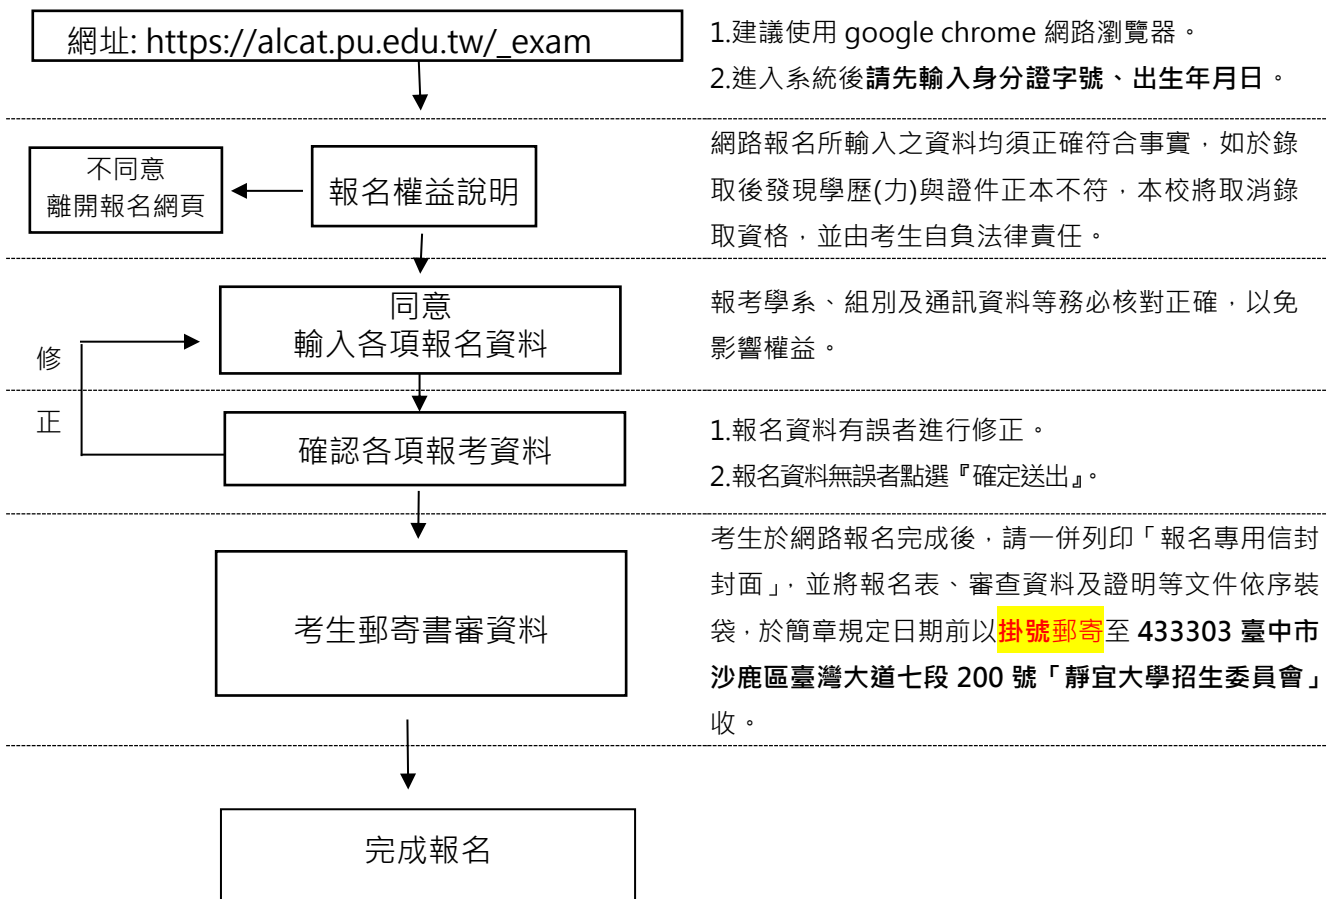 網址: https://alcat.pu.edu.tw/_exam
1.建議使用 google chrome 網路瀏覽器。
2.進入系統後請先輸入身分證字號、出生年月日。
不同意
離開報名網頁
報名權益說明
網路報名所輸入之資料均須正確符合事實，如於錄
取後發現學歷(力)與證件正本不符，本校將取消錄
取資格，並由考生自負法律責任。
同意
輸入各項報名資料
報考學系、組別及通訊資料等務必核對正確，以免
影響權益。
修
正
確認各項報考資料
1.報名資料有誤者進行修正。
2.報名資料無誤者點選『確定送出』。
考生郵寄書審資料
考生於網路報名完成後，請一併列印「報名專用信封
封面」，並將報名表、審查資料及證明等文件依序裝
袋，於簡章規定日期前以掛號郵寄至 433303 臺中市
沙鹿區臺灣大道七段 200 號「靜宜大學招生委員會」
收。
完成報名